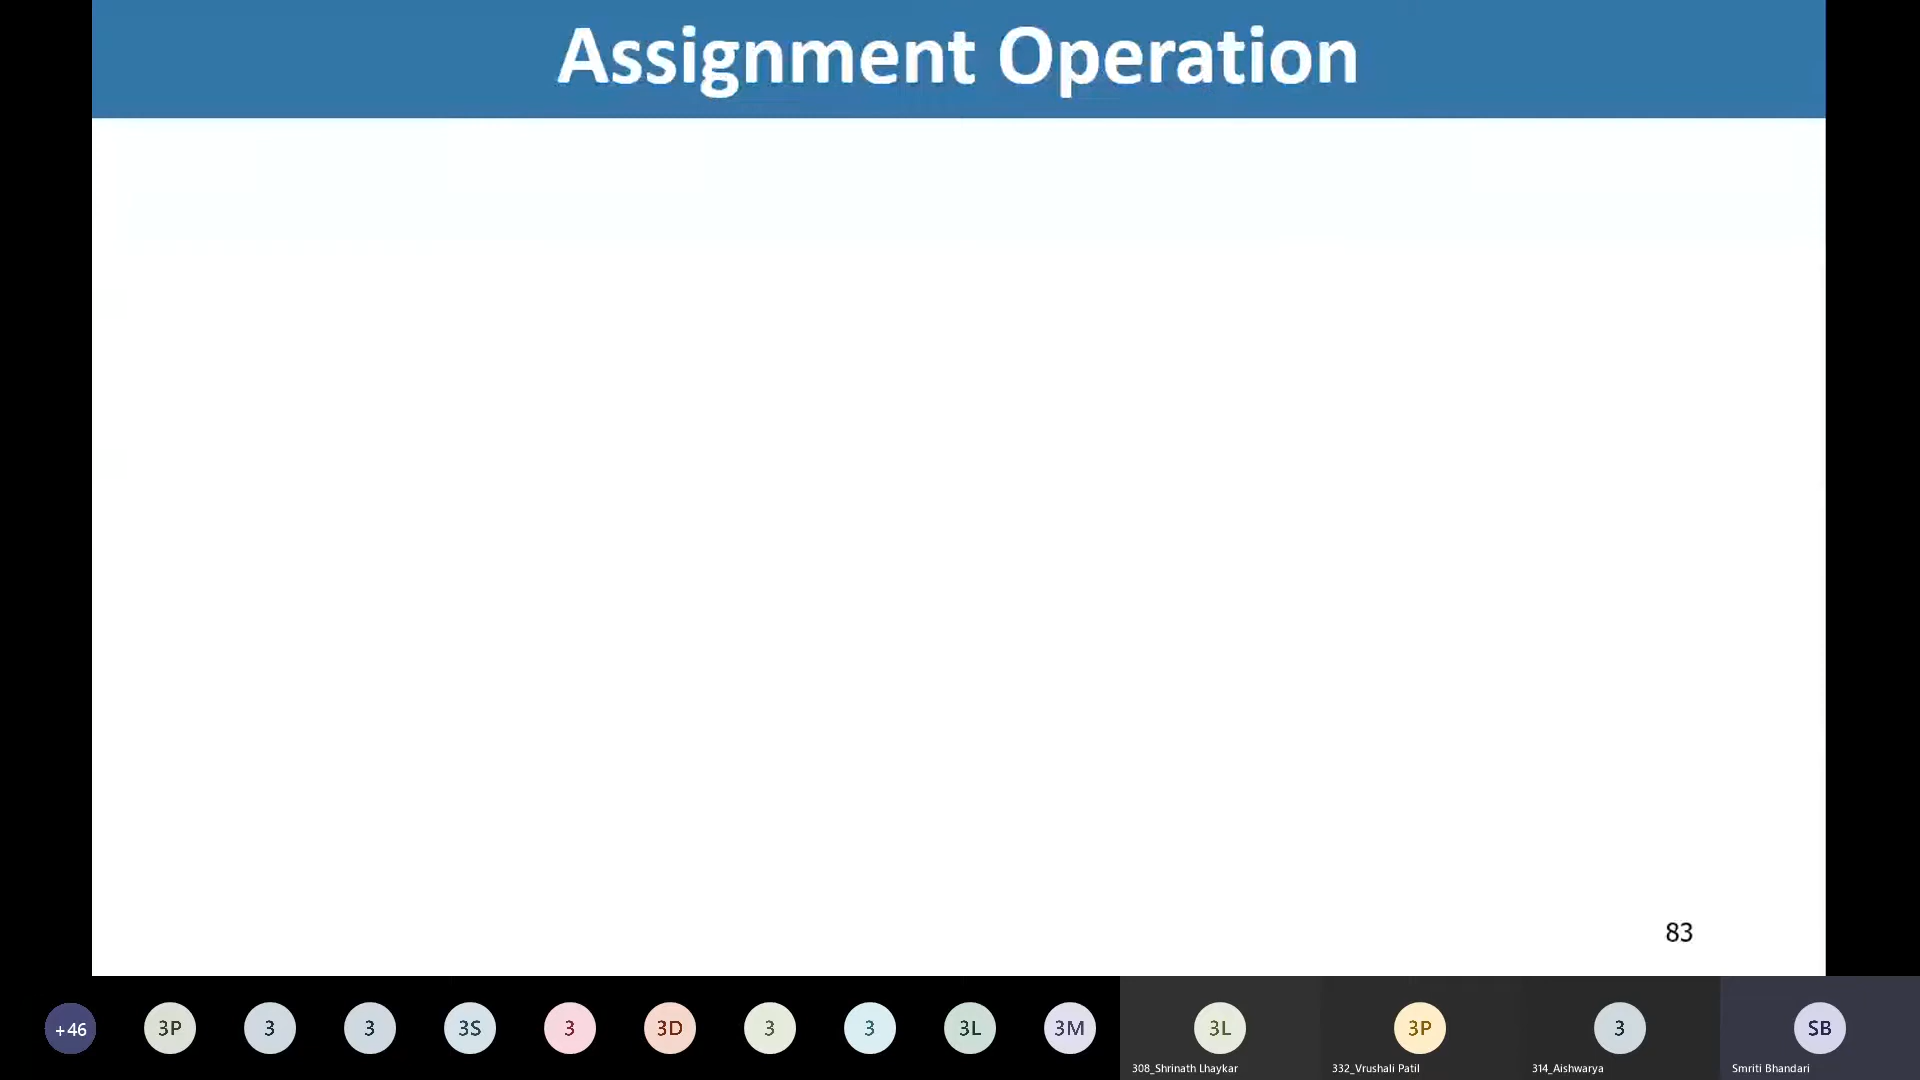 Assignment Operation
83
+46
3P
3
3
3S
3
3D
3
3
3L
3M
3L
3P
3
SB
308_Shrinath Lhaykar
332_Vrushali Patil
314_Aishwarya
Smriti Bhandari